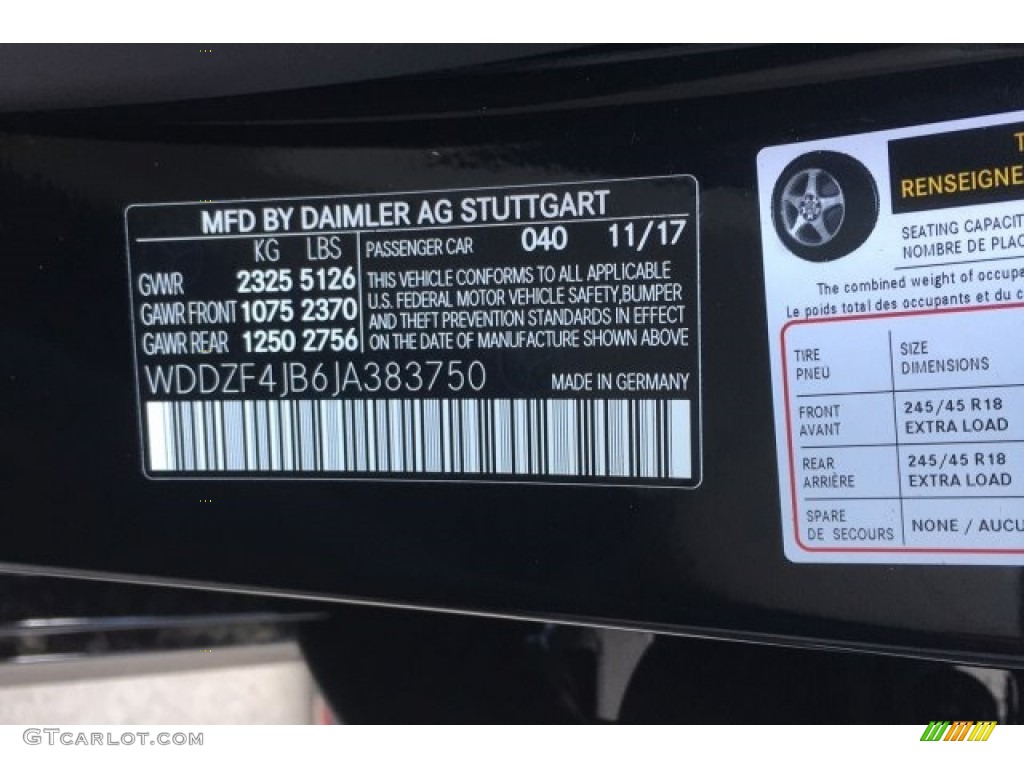 MFD BY DAIMLER AG STUTTGART
KG LBS
GVWR 2325 5126
GAWR FRONT 1075 2370
GAWR REAR 1250 2756
PASSENGER CAR 040 11/17
THIS VEHICLE CONFORMS TO ALL APPLICABLE
U.S. FEDERAL MOTOR VEHICLE SAFETY, BUMPER
AND THEFT PREVENTION STANDARDS IN EFFECT
ON THE DATE OF MANUFACTURE SHOWN ABOVE
WDDZF4JB6JA383750 MADE IN GERMANY
T
RENSEIGNE
SEATING CAPACIT
NOMBRE DE PLAC
The combined weight of occupa
Le poids total des occupants et du c
TIRE SIZE
PNEU DIMENSIONS
FRONT 245/45 R18
AVANT EXTRA LOAD
REAR 245/45 R18
ARRIÈRE EXTRA LOAD
SPARE NONE / AUCU
DE SECOURS
GTCARLOT.COM